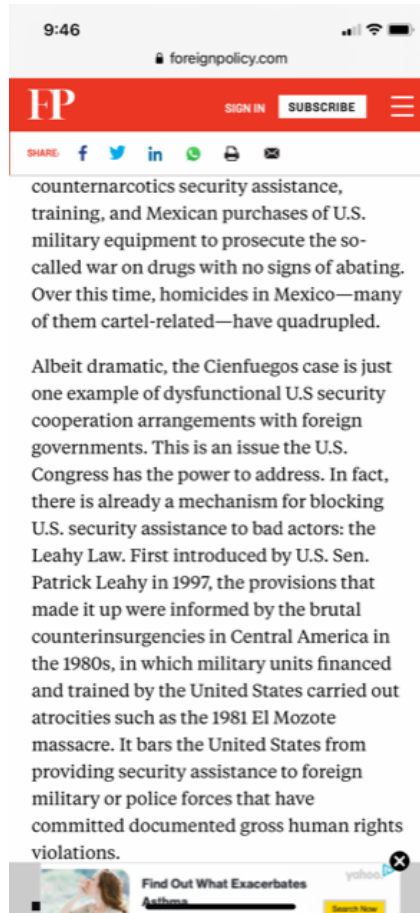 9:46
foreignpolicy.com
FP
SIGN IN
SUBSCRIBE
SHARE:
counternarcotics security assistance,
training, and Mexican purchases of U.S.
military equipment to prosecute the so-
called war on drugs with no signs of abating.
Over this time, homicides in Mexico—many
of them cartel-related—have quadrupled.
Albeit dramatic, the Cienfuegos case is just
one example of dysfunctional U.S security
cooperation arrangements with foreign
governments. This is an issue the U.S.
Congress has the power to address. In fact,
there is already a mechanism for blocking
U.S. security assistance to bad actors: the
Leahy Law. First introduced by U.S. Sen.
Patrick Leahy in 1997, the provisions that
made it up were informed by the brutal
counterinsurgencies in Central America in
the 1980s, in which military units financed
and trained by the United States carried out
atrocities such as the 1981 El Mozote
massacre. It bars the United States from
providing security assistance to foreign
military or police forces that have
committed documented gross human rights
violations.
yahoo!
Find Out What Exacerbates
Asthma
Search Now